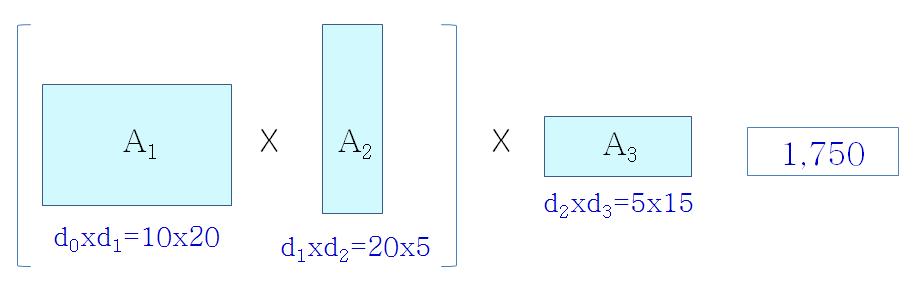 A₁ X A₂ X A₃ 1,750
d₀xd₁=10x20
d₁xd₂=20x5
d₂xd₃=5x15